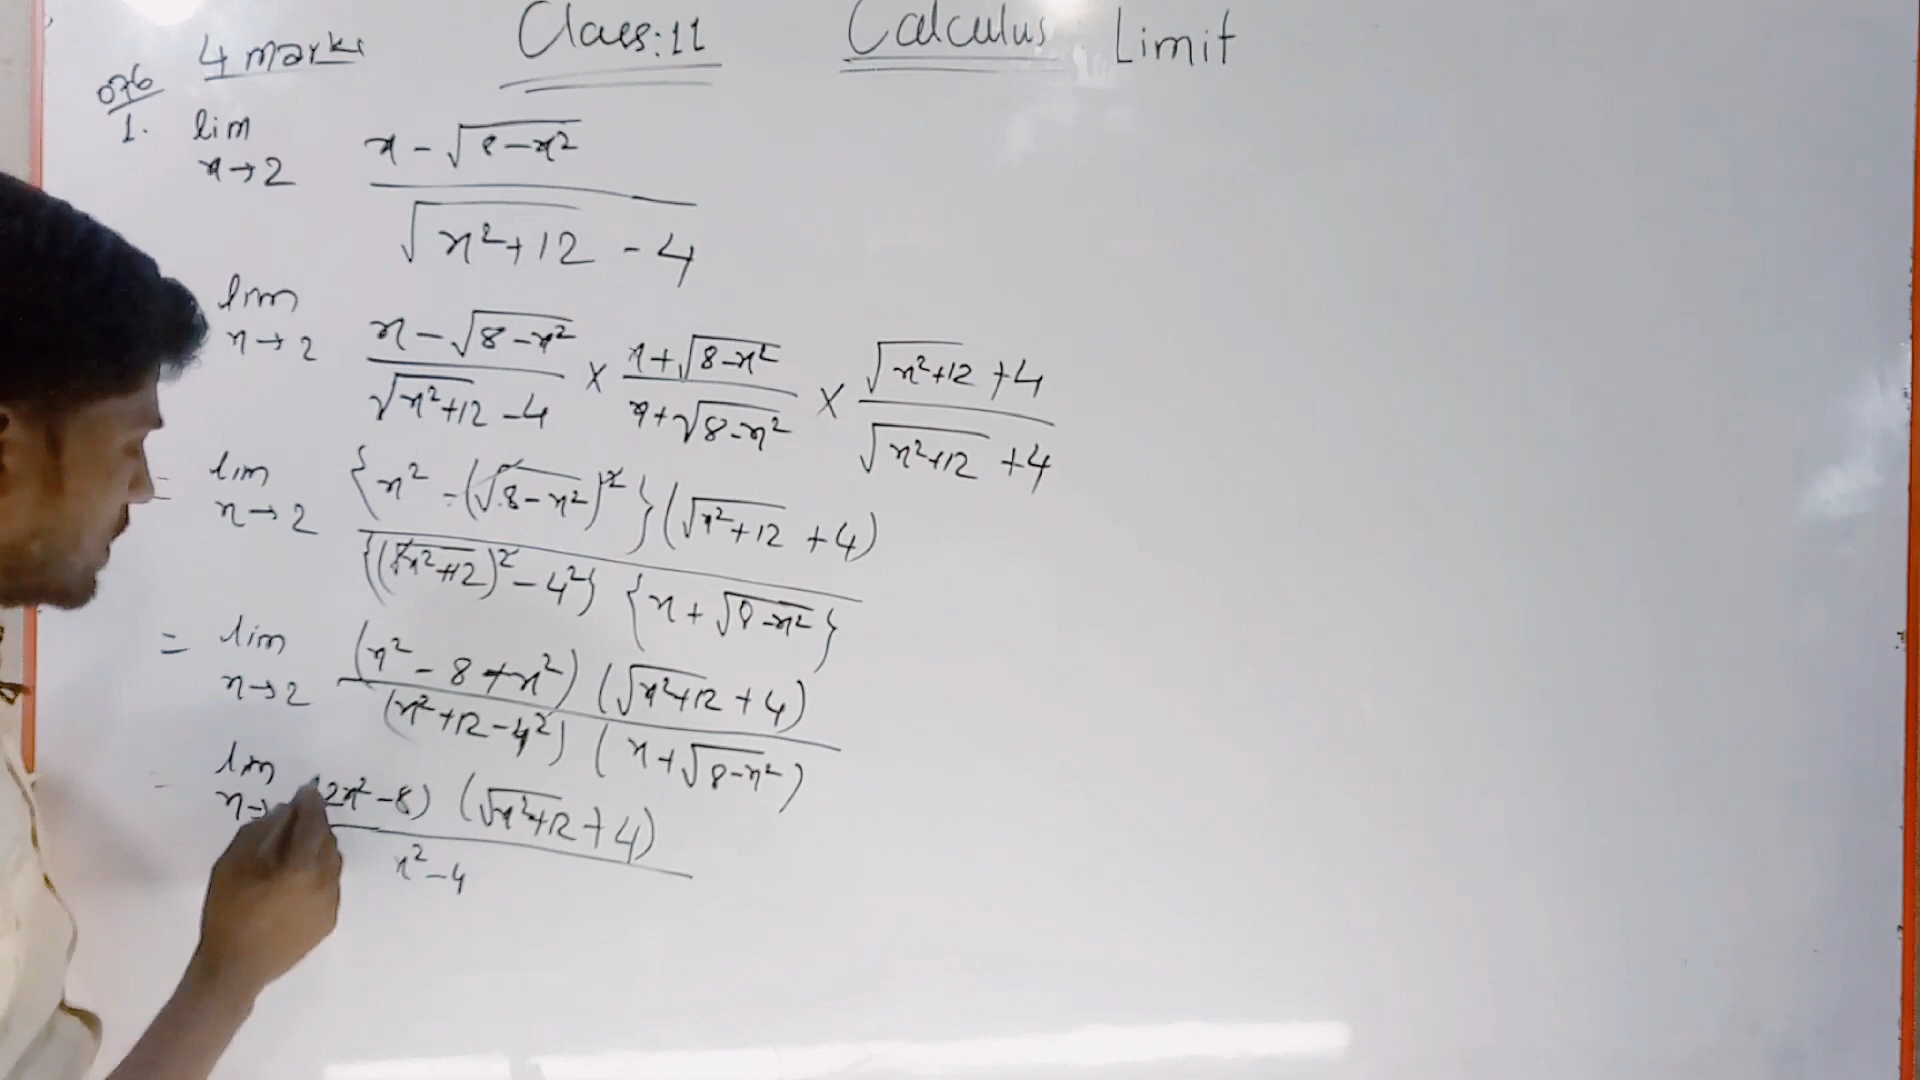 Class:11 Calculus Limit
4 marks
076
1. lim x→2 x - √(8-x²) / √(x²+12) - 4
lim x→2 x - √(8-x²) / √(x²+12) - 4 × x + √(8-x²) / x + √(8-x²) × √(x²+12) + 4 / √(x²+12) + 4
= lim x→2 {x² - (√(8-x²))²} (√(x²+12) + 4) / {(√(x²+12))² - 4²} {x + √(8-x²)}
= lim x→2 (x² - 8 + x²) (√(x²+12) + 4) / (x² + 12 - 4²) (x + √(8-x²))
= lim x→ (2x² - 8) (√(x²+12) + 4) / x² - 4